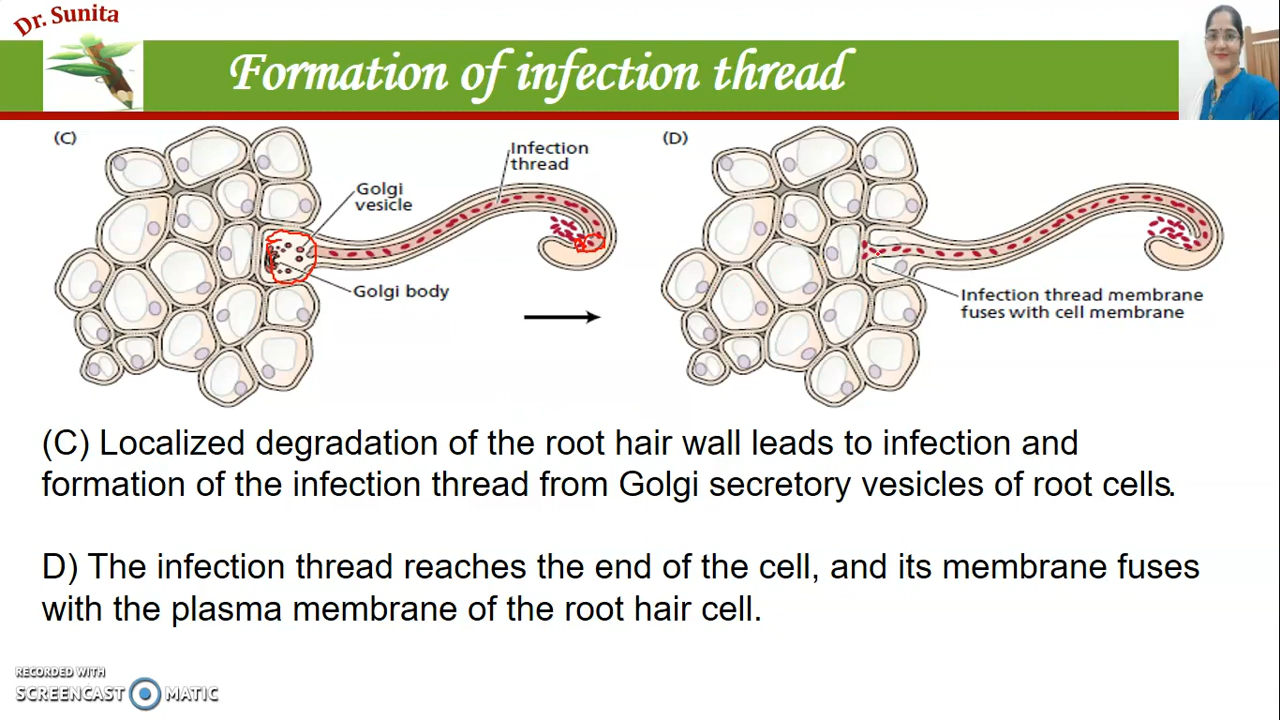 Dr. Sunita
Formation of infection thread
(C)
Infection
thread
Golgi
vesicle
Golgi body
(D)
Infection thread membrane
fuses with cell membrane
(C) Localized degradation of the root hair wall leads to infection and
formation of the infection thread from Golgi secretory vesicles of root cells.
D) The infection thread reaches the end of the cell, and its membrane fuses
with the plasma membrane of the root hair cell.
RECORDED WITH
SCREENCAST MATIC